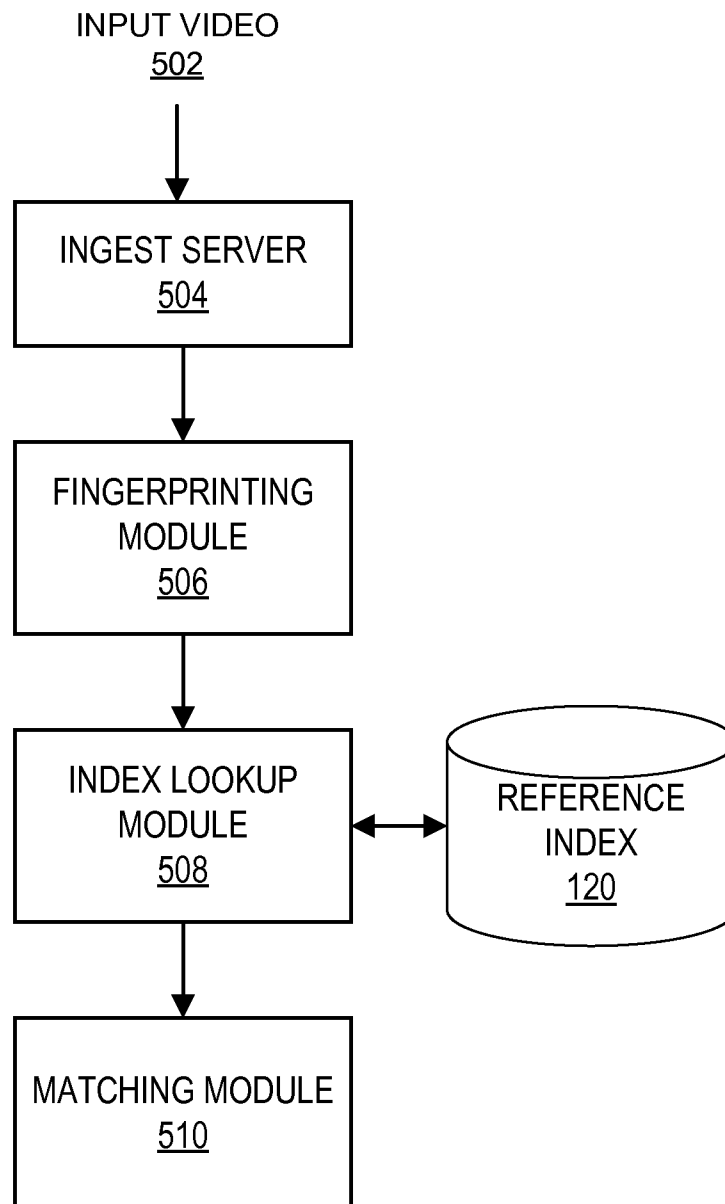 INPUT VIDEO
502
INGEST SERVER
504
FINGERPRINTING
MODULE
506
INDEX LOOKUP
MODULE
508
REFERENCE
INDEX
120
MATCHING MODULE
510